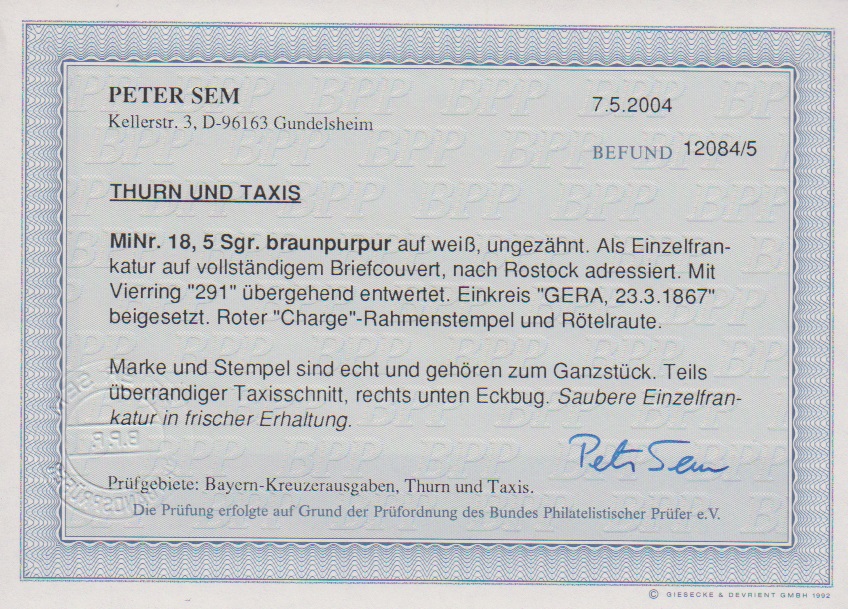 PETER SEM
Kellerstr. 3, D-96163 Gundelsheim
7.5.2004
BEFUND 12084/5
THURN UND TAXIS
MiNr. 18, 5 Sgr. braunpurpur auf weiß, ungezähnt. Als Einzelfran-
katur auf vollständigem Briefcouvert, nach Rostock adressiert. Mit
Vierring "291" übergehend entwertet. Einkreis "GERA, 23.3.1867"
beigesetzt. Roter "Charge"-Rahmenstempel und Rötelraute.
Marke und Stempel sind echt und gehören zum Ganzstück. Teils
überrandiger Taxisschnitt, rechts unten Eckbug. Saubere Einzelfran-
katur in frischer Erhaltung.
Peter Sem
Prüfgebiete: Bayern-Kreuzerausgaben, Thurn und Taxis.
Die Prüfung erfolgte auf Grund der Prüfordnung des Bundes Philatelistischer Prüfer e.V.
© GIESECKE & DEVRIENT GMBH 1992